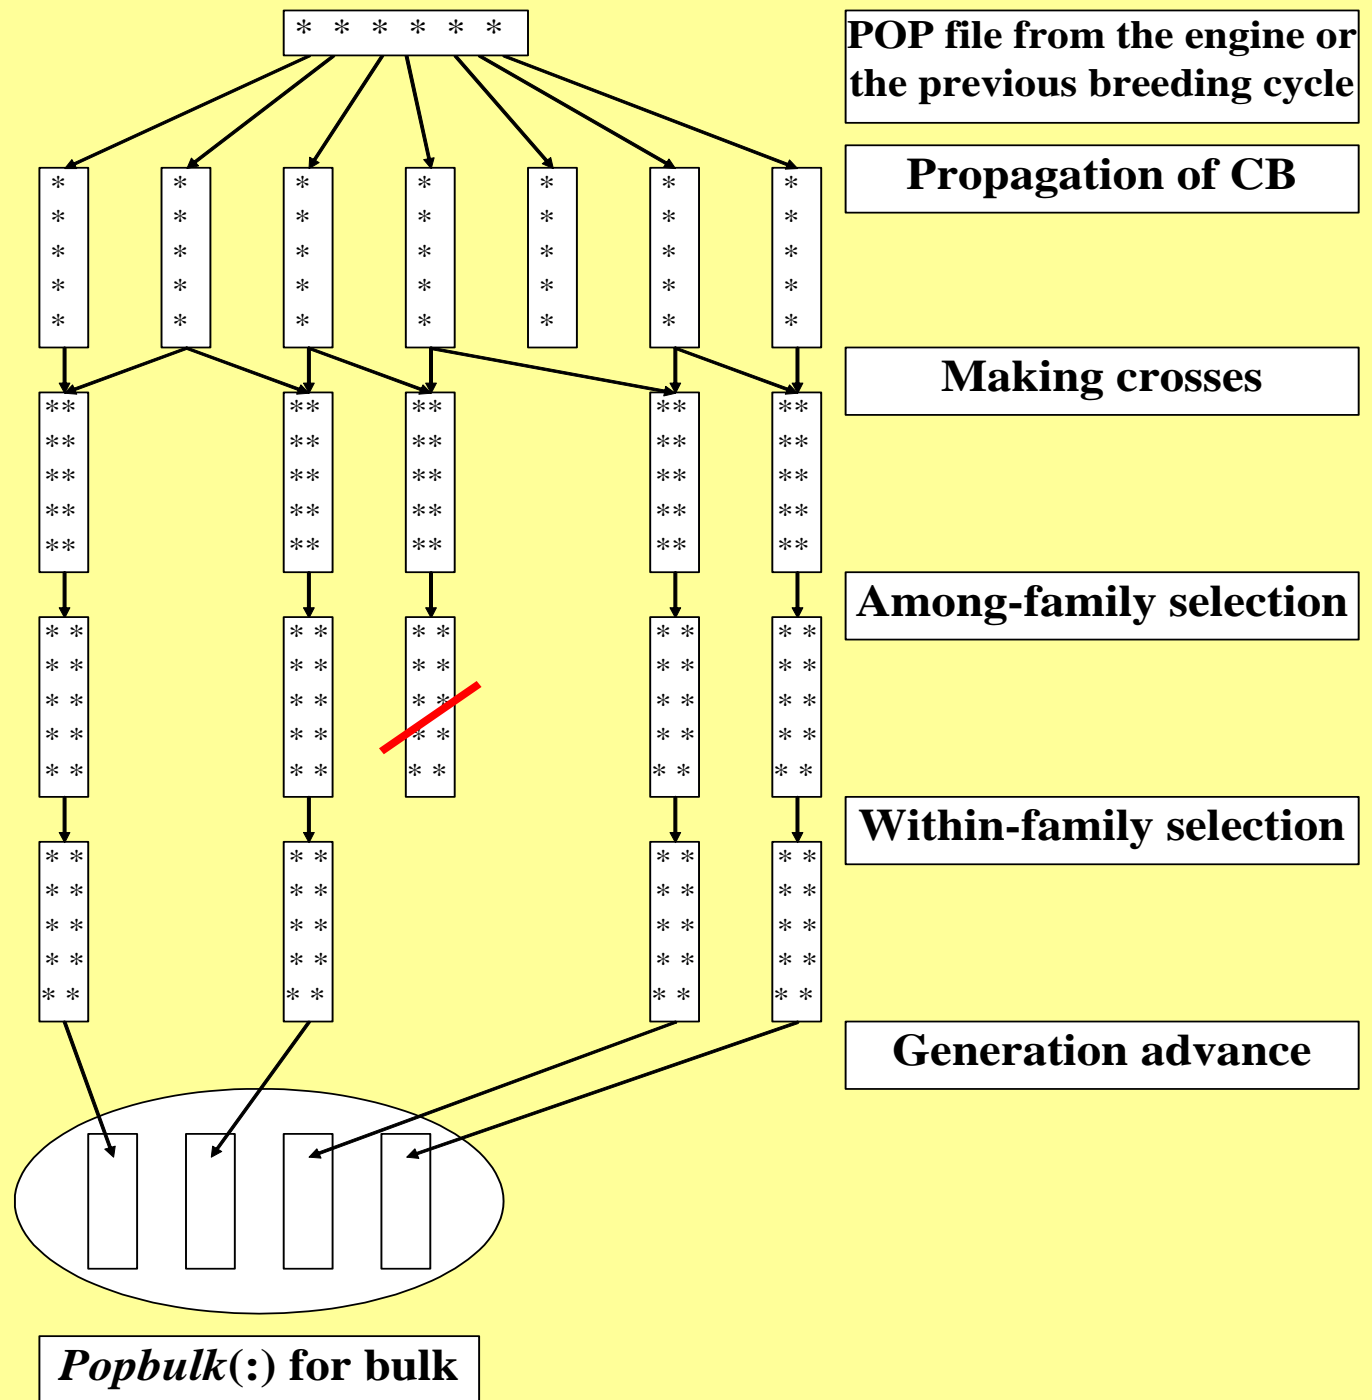 * * * * * *
POP file from the engine or
the previous breeding cycle
Propagation of CB
* * * * * * *
* * * * * * *
* * * * * * *
* * * * * * *
* * * * * * *
Making crosses
** ** ** ** **
** ** ** ** **
** ** ** ** **
** ** ** ** **
** ** ** ** **
Among-family selection
* * * * * * * * * *
* * * * * * * * * *
* * * * * * * * * *
* * * * * * * * * *
* * * * * * * * * *
Within-family selection
* * * * * * * *
* * * * * * * *
* * * * * * * *
* * * * * * * *
* * * * * * * *
Generation advance
Popbulk(:) for bulk